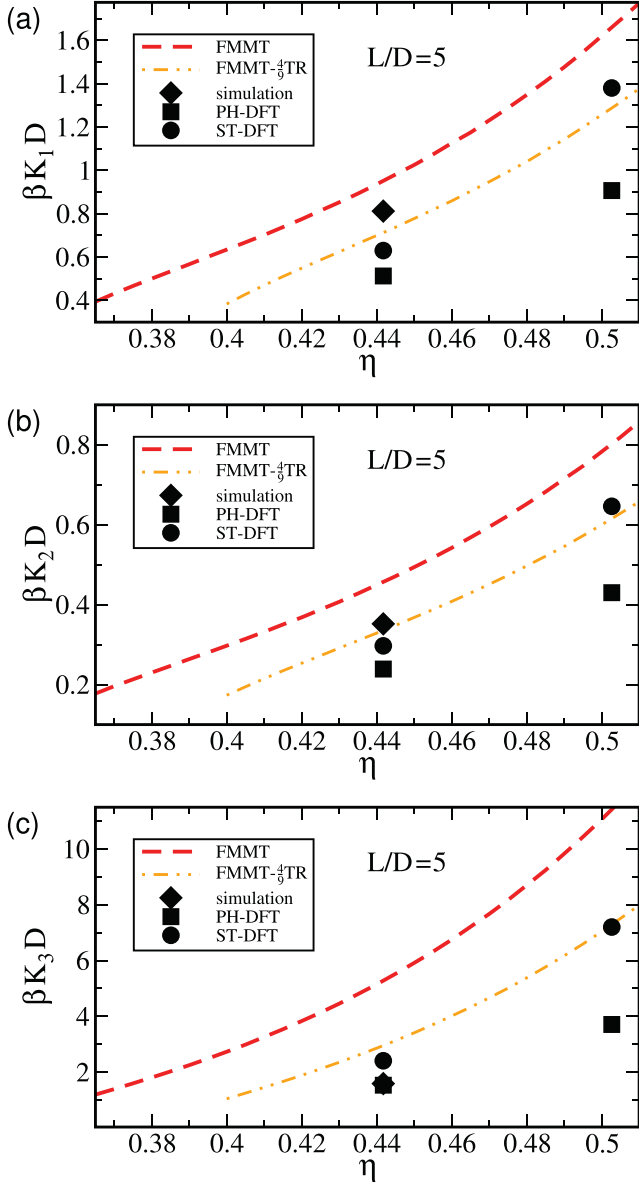 (a)
1.6
1.4
1.2
1
0.8
0.6
0.4
βK₁D
FMMT
FMMT-4/9TR
simulation
PH-DFT
ST-DFT
L/D=5
0.38 0.4 0.42 0.44 0.46 0.48 0.5
η
(b)
0.8
0.6
0.4
0.2
βK₂D
FMMT
FMMT-4/9TR
simulation
PH-DFT
ST-DFT
L/D=5
0.38 0.4 0.42 0.44 0.46 0.48 0.5
η
(c)
10
8
6
4
2
βK₃D
FMMT
FMMT-4/9TR
simulation
PH-DFT
ST-DFT
L/D=5
0.38 0.4 0.42 0.44 0.46 0.48 0.5
η